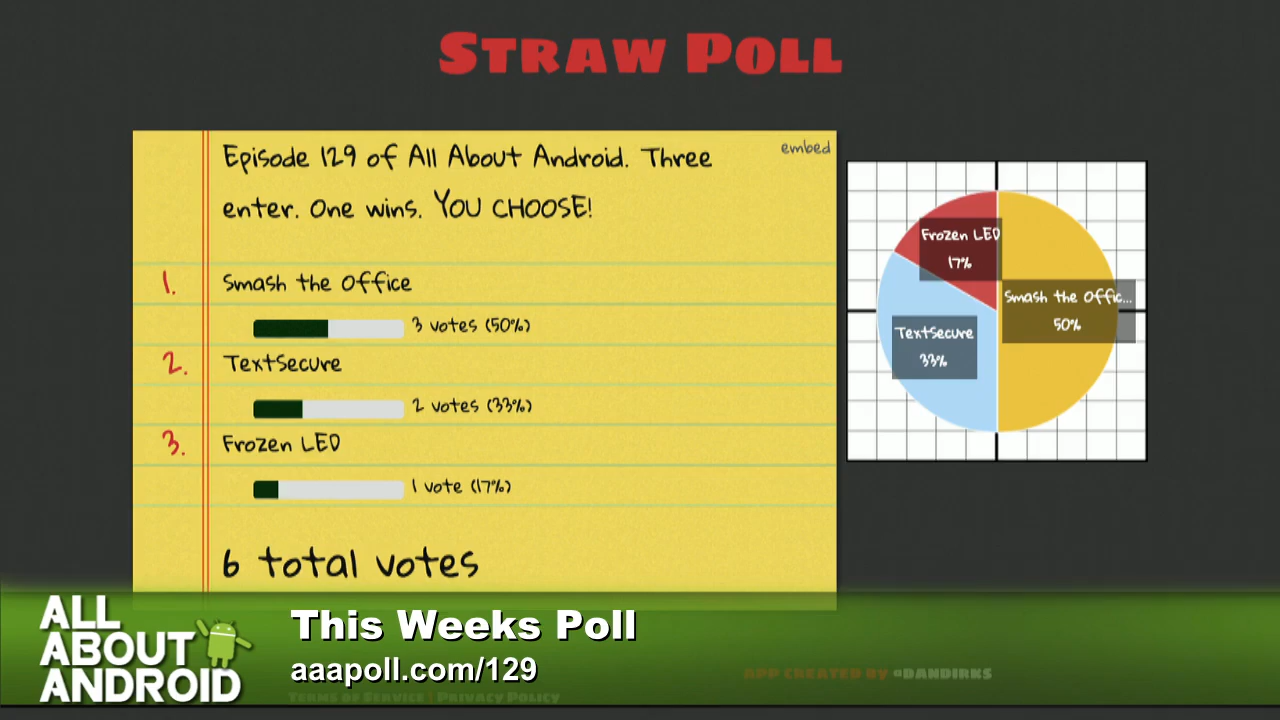 STRAW POLL
Episode 129 of All About Android. Three
enter. One wins. YOU CHOOSE!
embed
1. Smash the Office
3 votes (50%)
2. TextSecure
2 votes (33%)
3. Frozen LED
1 vote (17%)
6 total votes
Frozen LED
17%
Smash the Offic...
50%
TextSecure
33%
ALL
ABOUT
ANDROID
This Weeks Poll
aaapoll.com/129
APP CREATED BY @DANDIRKS
TERMS OF SERVICE | PRIVACY POLICY